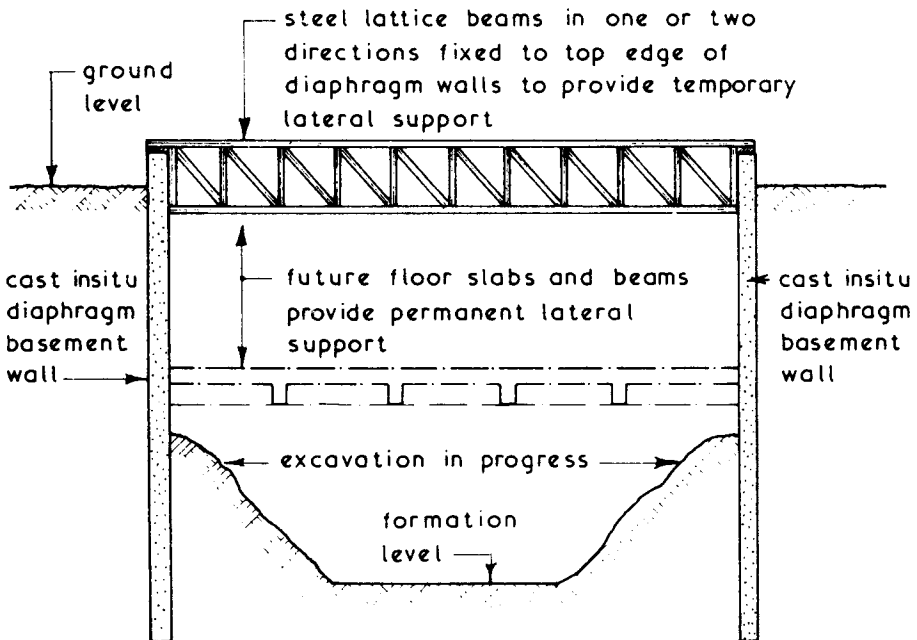 steel lattice beams in one or two
directions fixed to top edge of
diaphragm walls to provide temporary
lateral support
ground
level
cast insitu
diaphragm
basement
wall
future floor slabs and beams
provide permanent lateral
support
cast insitu
diaphragm
basement
wall
excavation in progress
formation
level